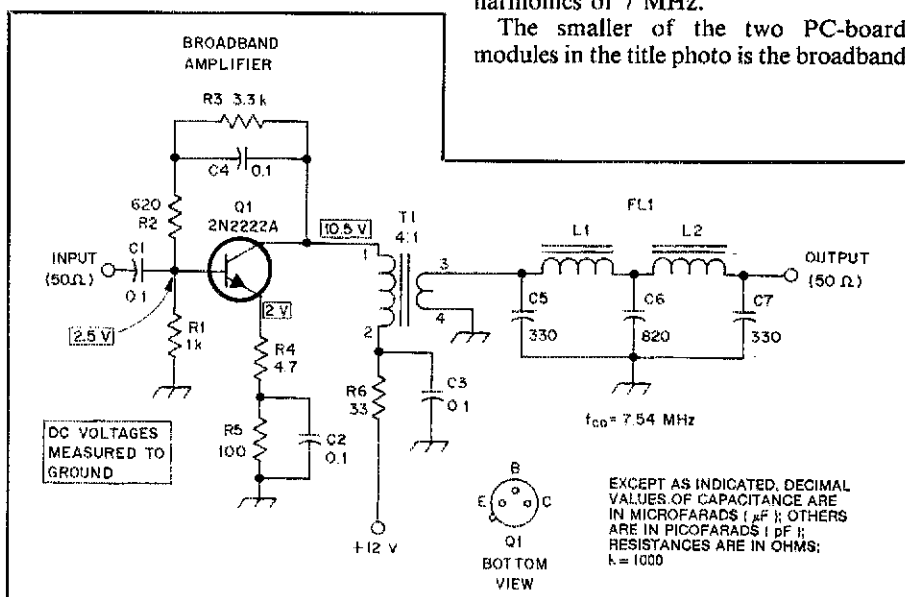 harmonics of 7 MHz.
The smaller of the two PC-board
modules in the title photo is the broadband
BROADBAND
AMPLIFIER
R3 3.3 k
C4
0.1
620
R2
Q1
2N2222A
10.5 V
T1
4:1
1
2
3
4
FL1
L1
L2
INPUT
(50Ω)
C1
0.1
2.5 V
R1
1k
2 V
R4
4.7
R5
100
C2
0.1
R6
33
C3
0.1
+12 V
C5
330
C6
820
C7
330
OUTPUT
(50 Ω)
fco = 7.54 MHz
DC VOLTAGES
MEASURED TO
GROUND
B
E
C
Q1
BOTTOM
VIEW
EXCEPT AS INDICATED, DECIMAL
VALUES OF CAPACITANCE ARE
IN MICROFARADS ( μF ); OTHERS
ARE IN PICOFARADS ( pF );
RESISTANCES ARE IN OHMS;
k = 1000